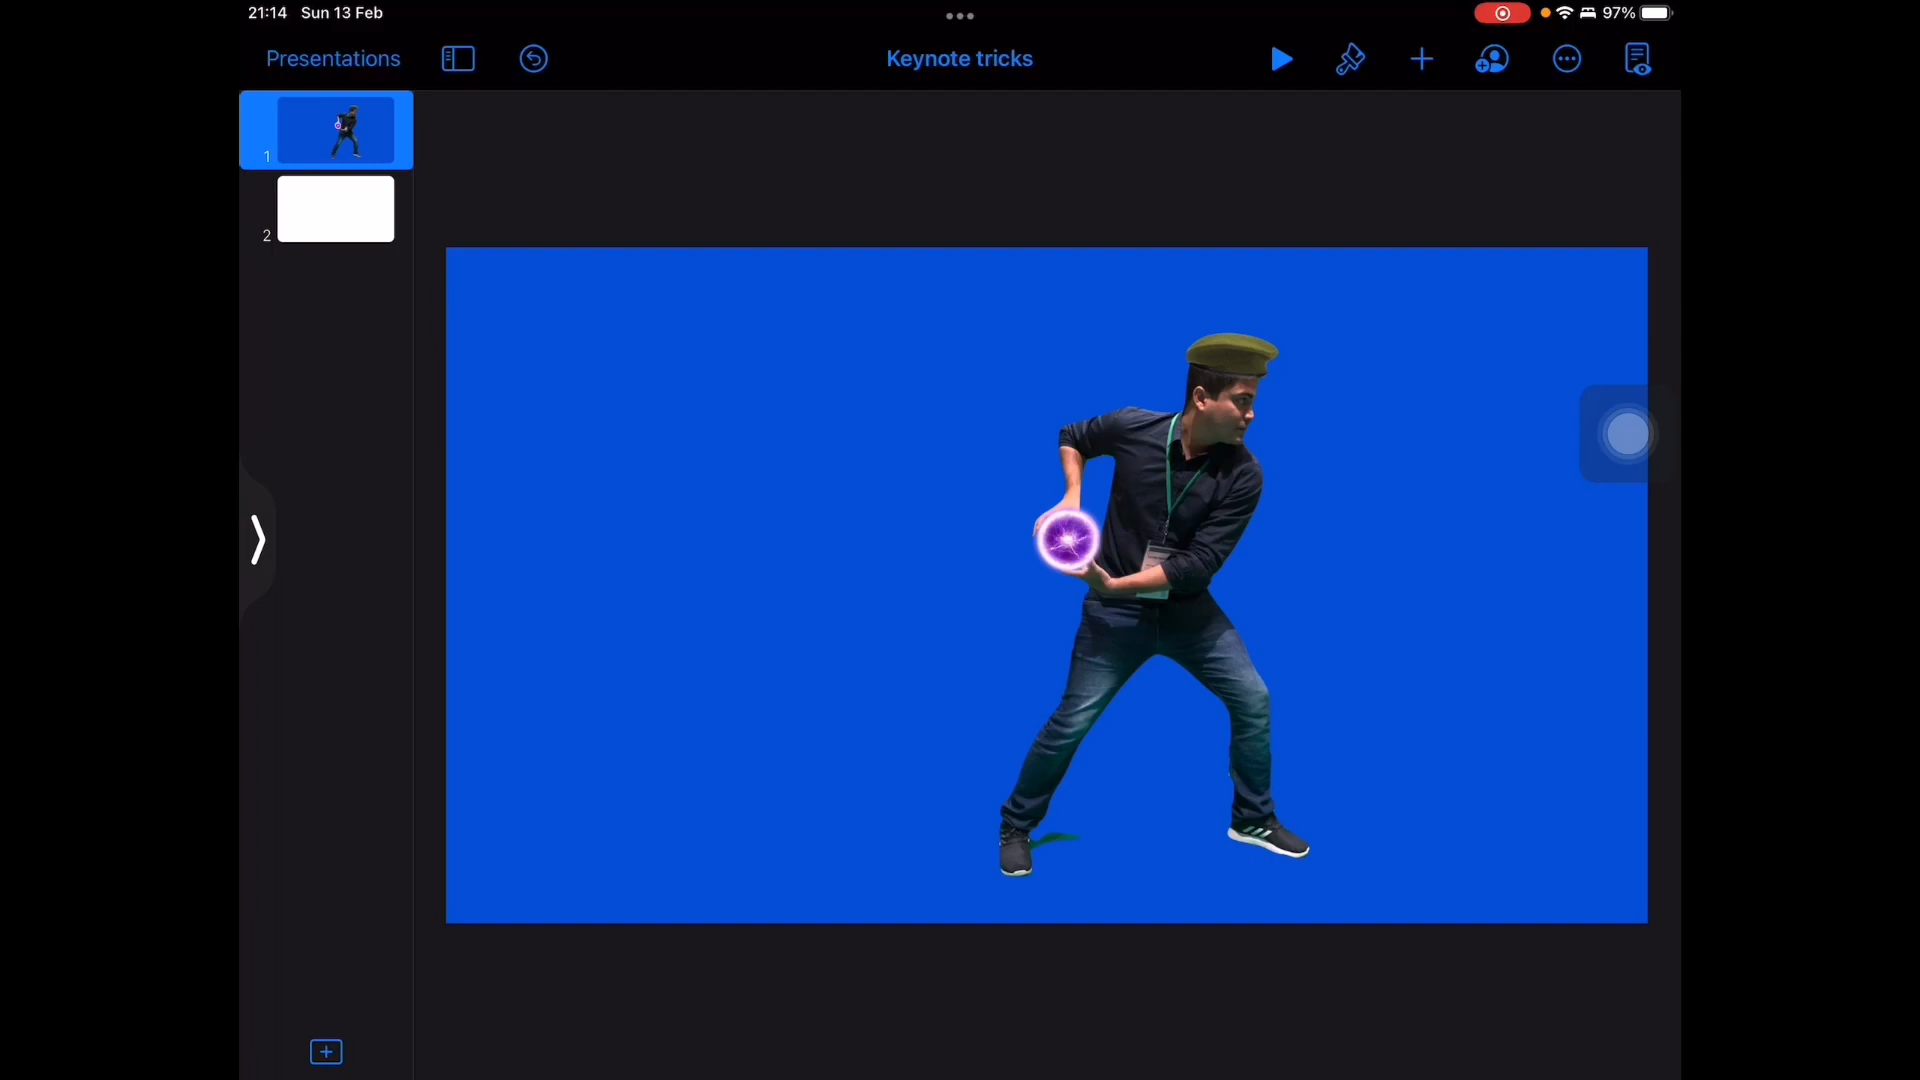 21:14 Sun 13 Feb
97%
Presentations
Keynote tricks
1
2